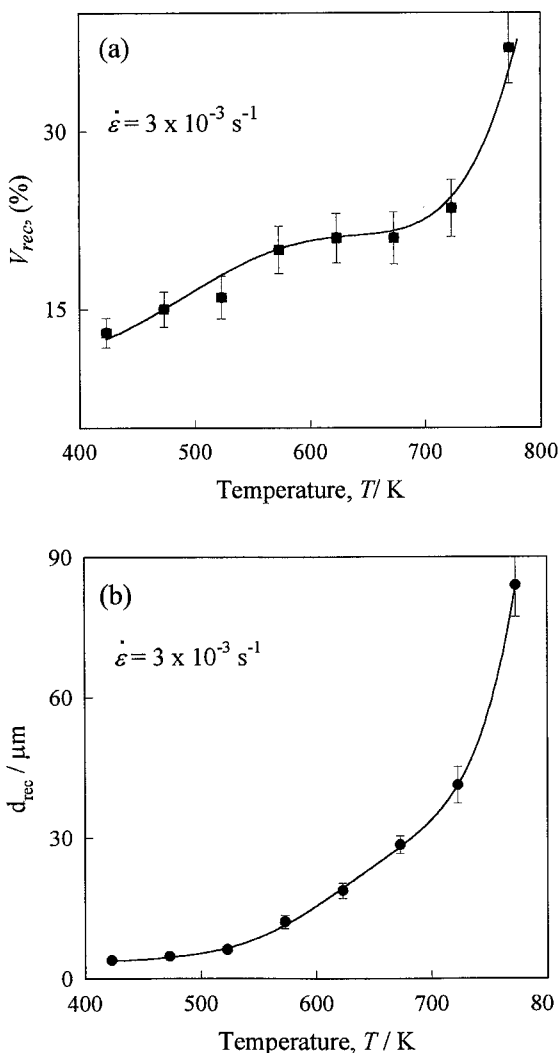 (a)
ε̇ = 3 x 10⁻³ s⁻¹
V_rec, (%)
30
15
400 500 600 700 800
Temperature, T/ K
(b)
ε̇ = 3 x 10⁻³ s⁻¹
d_rec / μm
90
60
30
0
400 500 600 700 80
Temperature, T / K